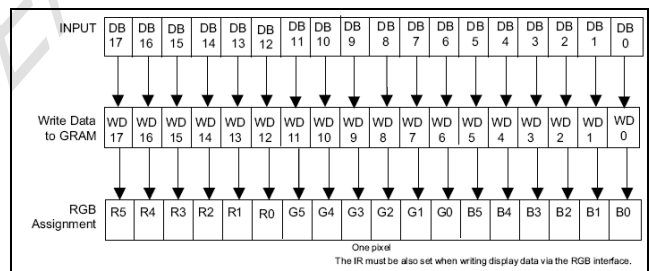 INPUT DB 17 DB 16 DB 15 DB 14 DB 13 DB 12 DB 11 DB 10 DB 9 DB 8 DB 7 DB 6 DB 5 DB 4 DB 3 DB 2 DB 1 DB 0
Write Data to GRAM WD 17 WD 16 WD 15 WD 14 WD 13 WD 12 WD 11 WD 10 WD 9 WD 8 WD 7 WD 6 WD 5 WD 4 WD 3 WD 2 WD 1 WD 0
RGB Assignment R5 R4 R3 R2 R1 R0 G5 G4 G3 G2 G1 G0 B5 B4 B3 B2 B1 B0
One pixel
The IR must be also set when writing display data via the RGB interface.